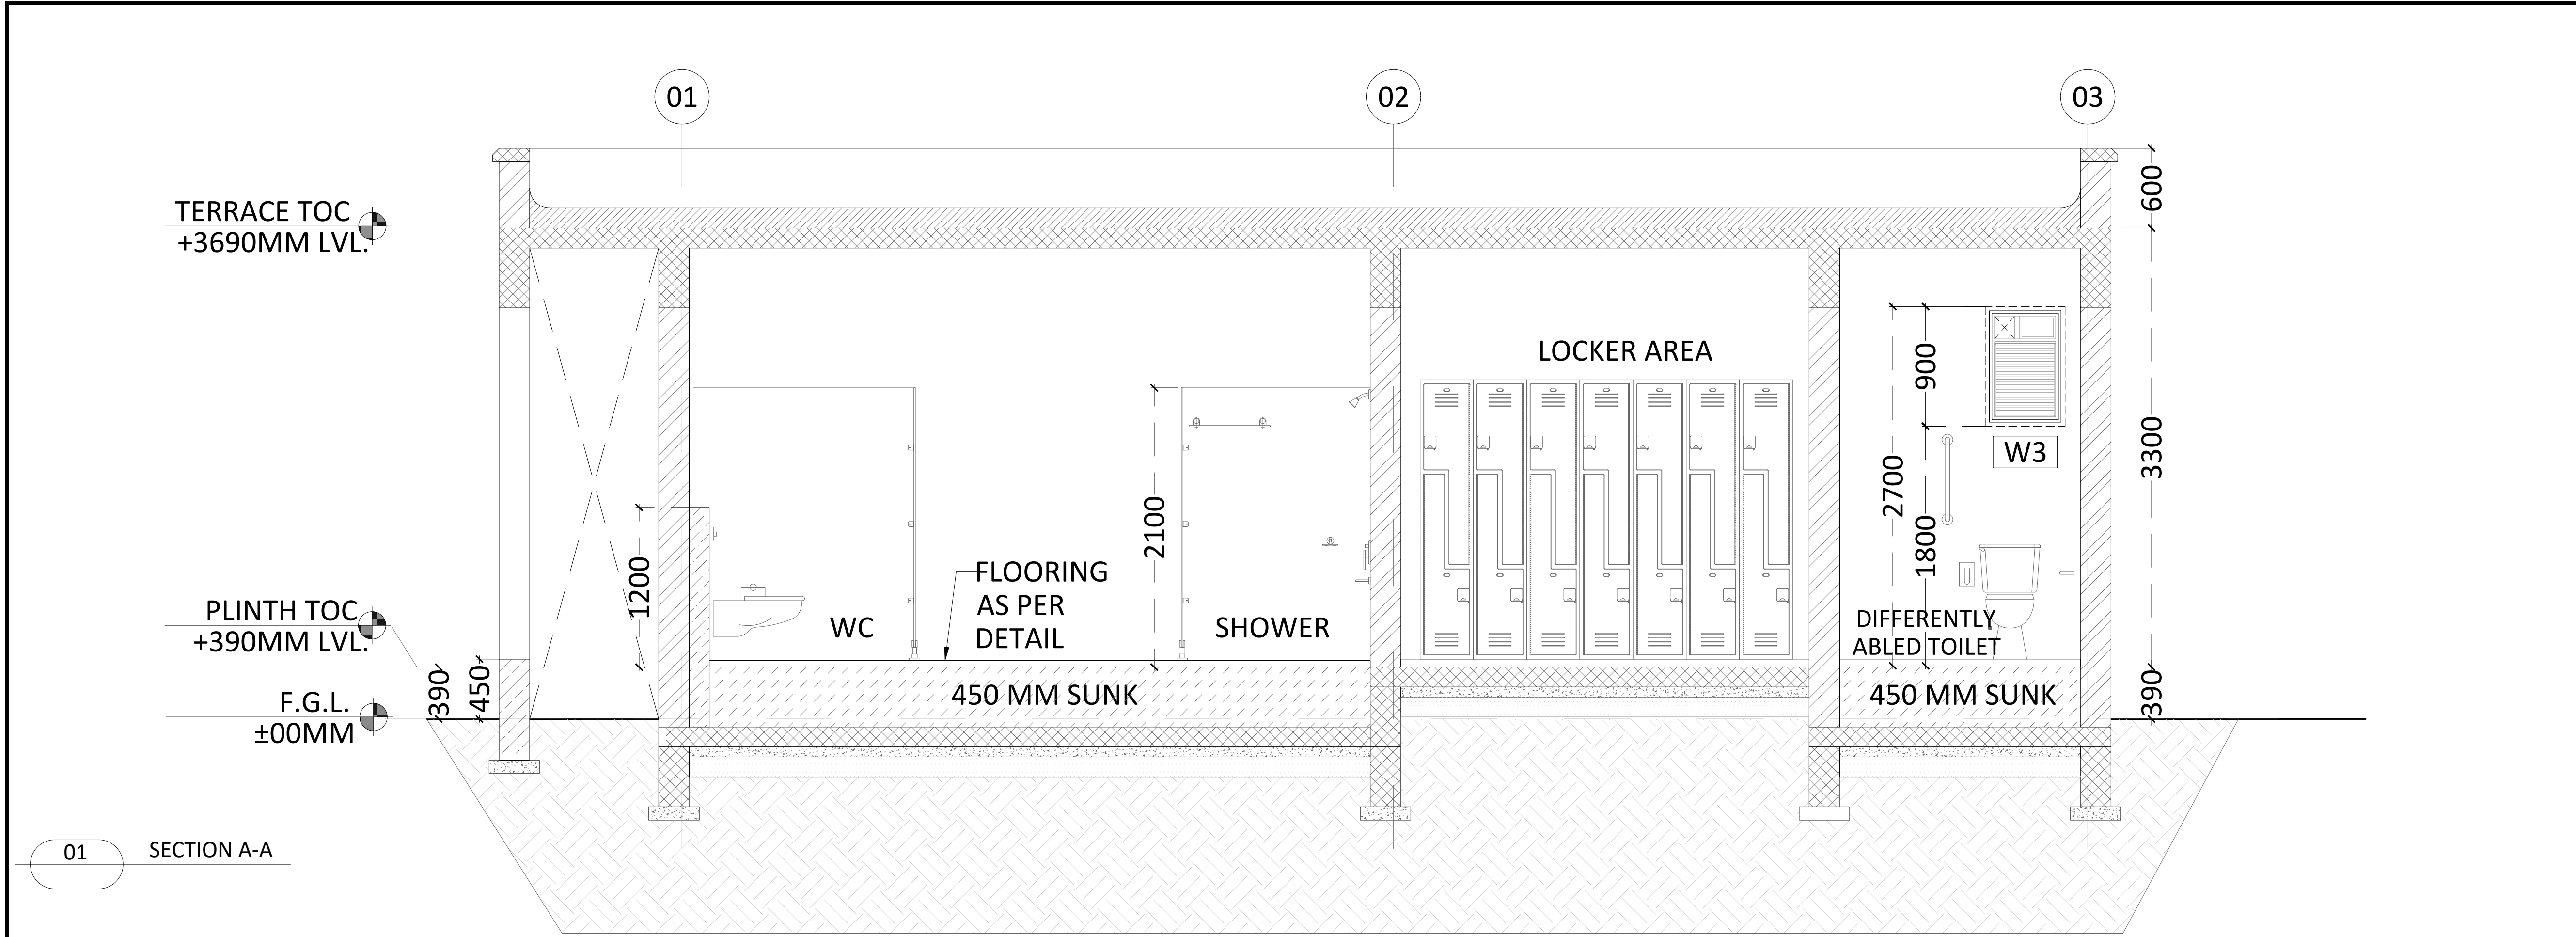 01
02
03
TERRACE TOC
+3690MM LVL.
600
LOCKER AREA
900
W3
2700
3300
2100
1800
1200
FLOORING
AS PER
DETAIL
PLINTH TOC
+390MM LVL.
WC
SHOWER
DIFFERENTLY
ABLED TOILET
390
450
450 MM SUNK
450 MM SUNK
390
F.G.L.
±00MM
01
SECTION A-A